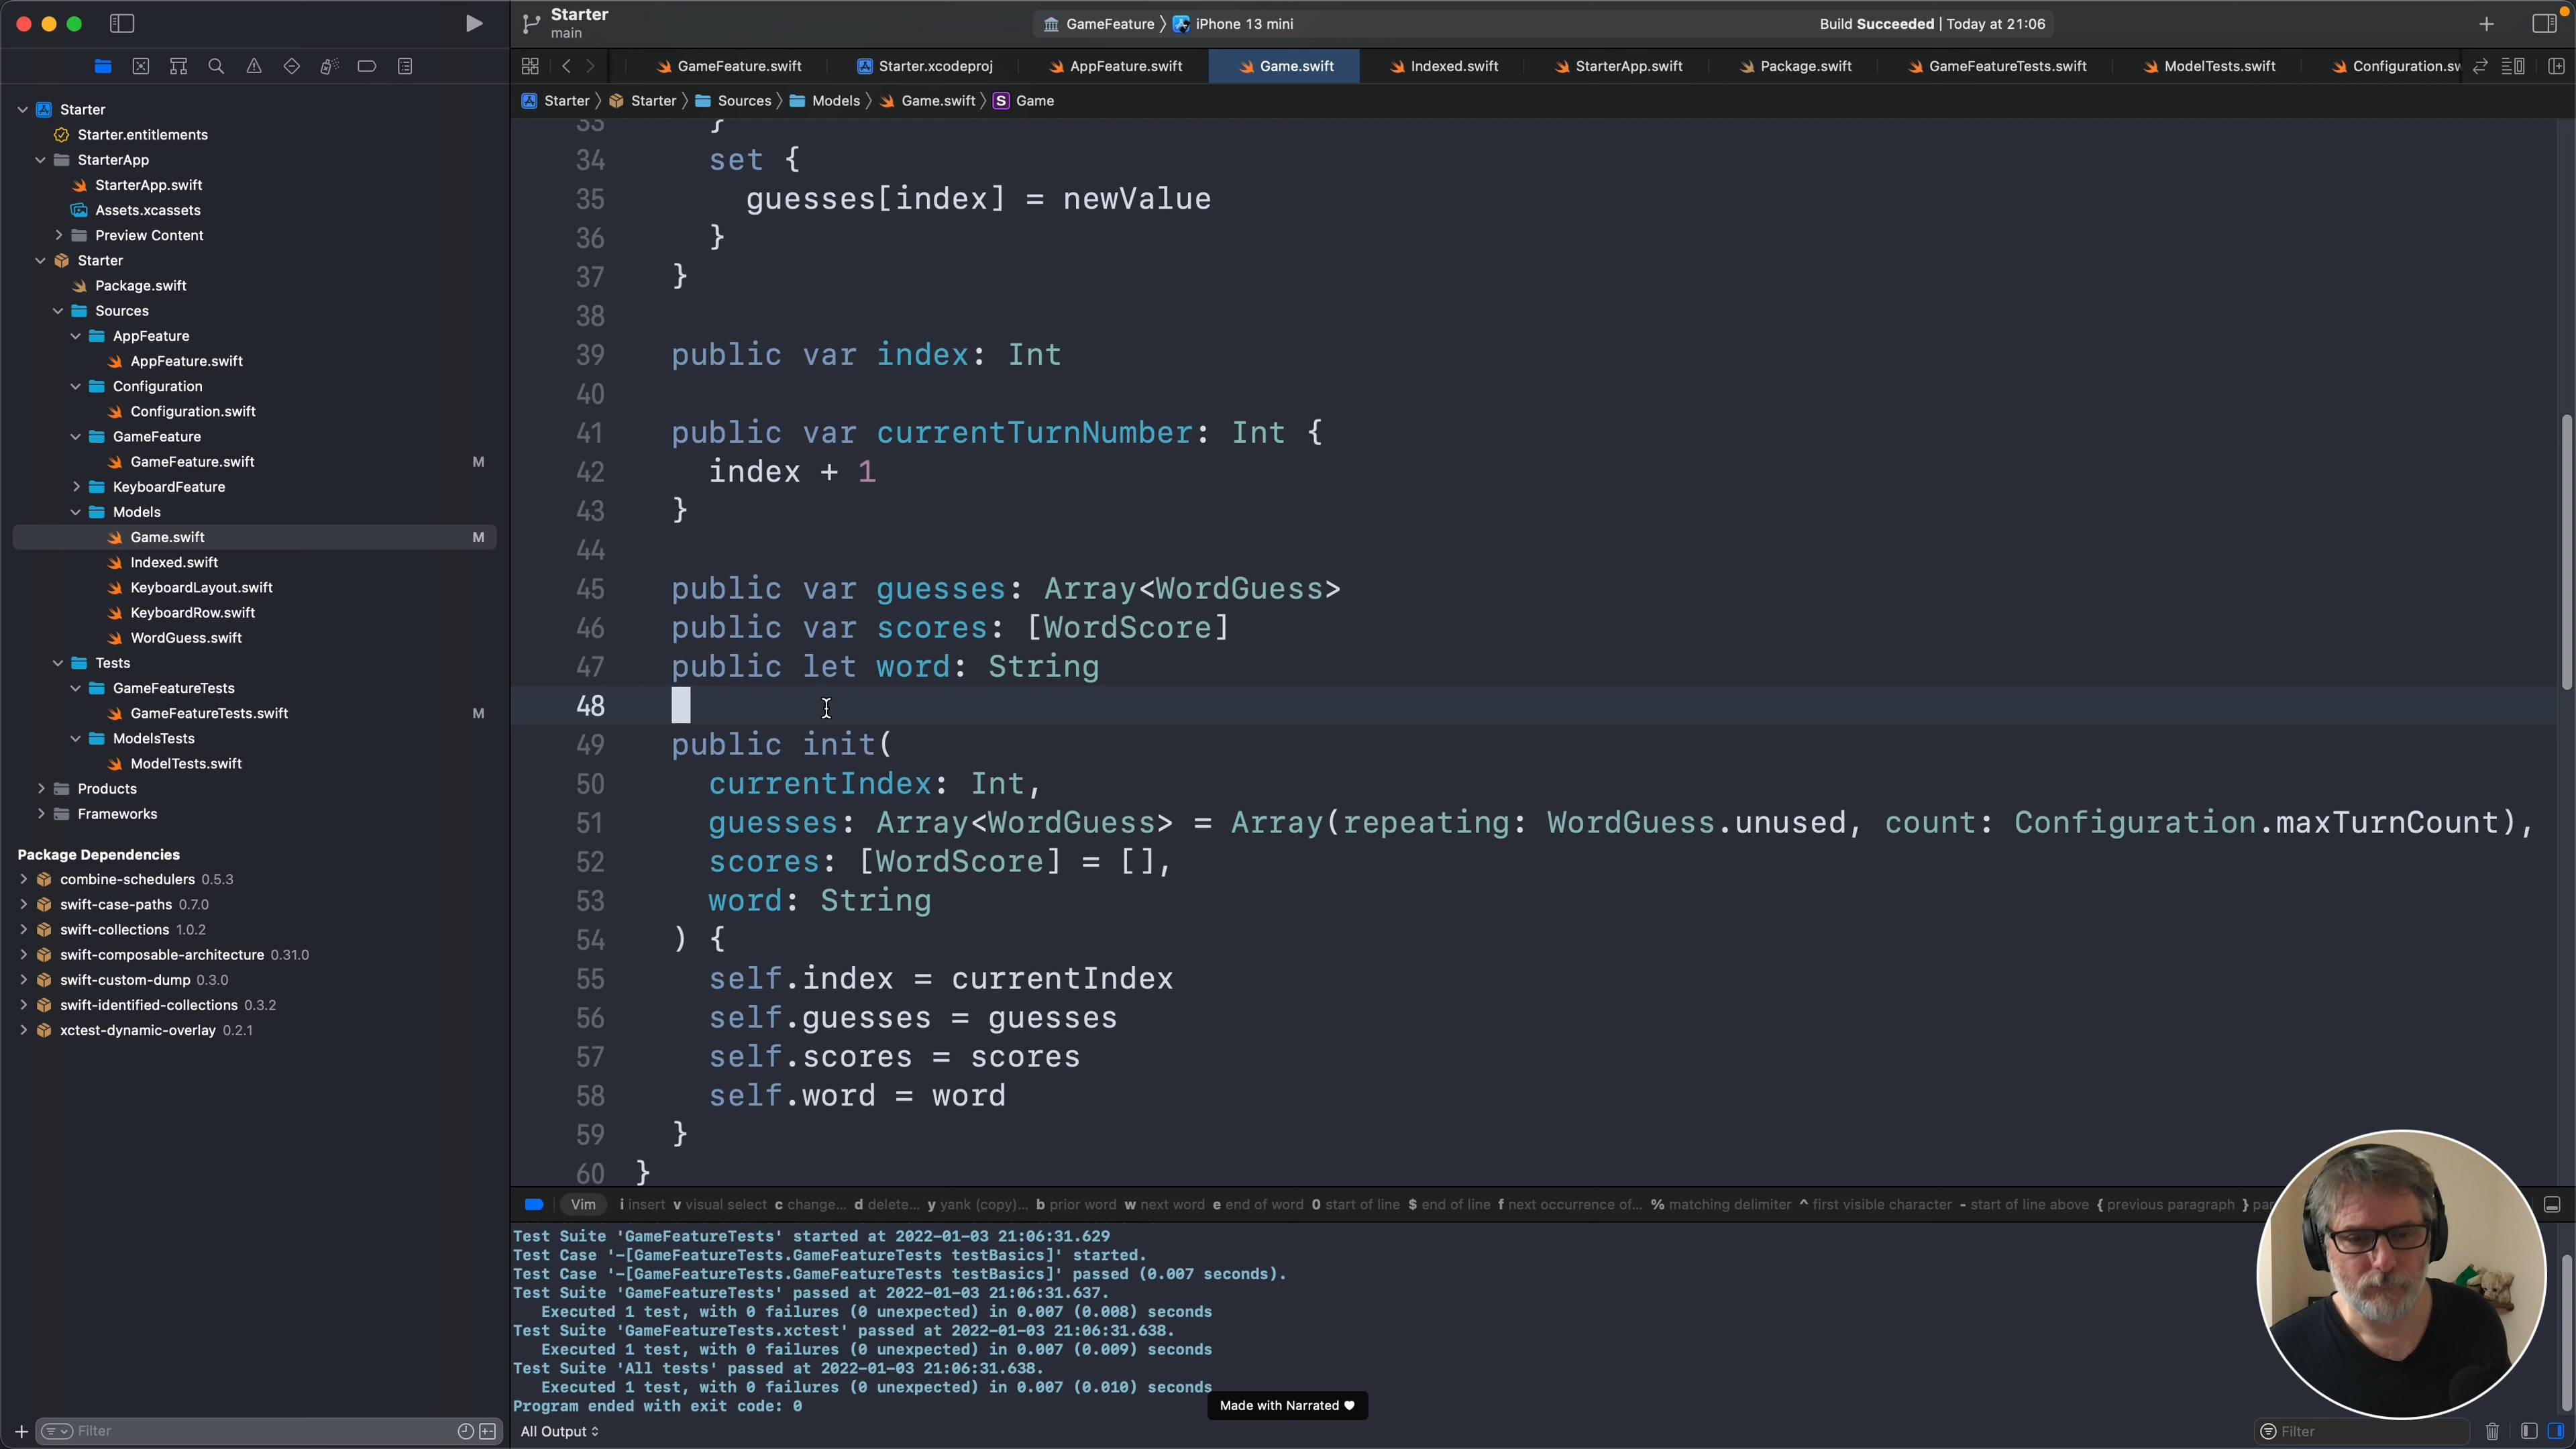 Starter
main
GameFeature 〉 iPhone 13 mini
Build Succeeded | Today at 21:06
GameFeature.swift
Starter.xcodeproj
AppFeature.swift
Game.swift
Indexed.swift
StarterApp.swift
Package.swift
GameFeatureTests.swift
ModelTests.swift
Configuration.sw
Starter 〉 Starter 〉 Sources 〉 Models 〉 Game.swift 〉 S Game
Starter
Starter.entitlements
StarterApp
StarterApp.swift
Assets.xcassets
Preview Content
Starter
Package.swift
Sources
AppFeature
AppFeature.swift
Configuration
Configuration.swift
GameFeature
GameFeature.swift M
KeyboardFeature
Models
Game.swift M
Indexed.swift
KeyboardLayout.swift
KeyboardRow.swift
WordGuess.swift
Tests
GameFeatureTests
GameFeatureTests.swift M
ModelsTests
ModelTests.swift
Products
Frameworks
Package Dependencies
combine-schedulers 0.5.3
swift-case-paths 0.7.0
swift-collections 1.0.2
swift-composable-architecture 0.31.0
swift-custom-dump 0.3.0
swift-identified-collections 0.3.2
xctest-dynamic-overlay 0.2.1
Filter
33 }
34 set {
35 guesses[index] = newValue
36 }
37 }
38
39 public var index: Int
40
41 public var currentTurnNumber: Int {
42 index + 1
43 }
44
45 public var guesses: Array<WordGuess>
46 public var scores: [WordScore]
47 public let word: String
48
49 public init(
50 currentIndex: Int,
51 guesses: Array<WordGuess> = Array(repeating: WordGuess.unused, count: Configuration.maxTurnCount),
52 scores: [WordScore] = [],
53 word: String
54 ) {
55 self.index = currentIndex
56 self.guesses = guesses
57 self.scores = scores
58 self.word = word
59 }
60 }
Vim i insert v visual select c change... d delete... y yank (copy)... b prior word w next word e end of word 0 start of line $ end of line f next occurrence of... % matching delimiter ^ first visible character - start of line above { previous paragraph } par
Test Suite 'GameFeatureTests' started at 2022-01-03 21:06:31.629
Test Case '-[GameFeatureTests.GameFeatureTests testBasics]' started.
Test Case '-[GameFeatureTests.GameFeatureTests testBasics]' passed (0.007 seconds).
Test Suite 'GameFeatureTests' passed at 2022-01-03 21:06:31.637.
Executed 1 test, with 0 failures (0 unexpected) in 0.007 (0.008) seconds
Test Suite 'GameFeatureTests.xctest' passed at 2022-01-03 21:06:31.638.
Executed 1 test, with 0 failures (0 unexpected) in 0.007 (0.009) seconds
Test Suite 'All tests' passed at 2022-01-03 21:06:31.638.
Executed 1 test, with 0 failures (0 unexpected) in 0.007 (0.010) seconds
Program ended with exit code: 0
Made with Narrated ♥
All Output
Filter